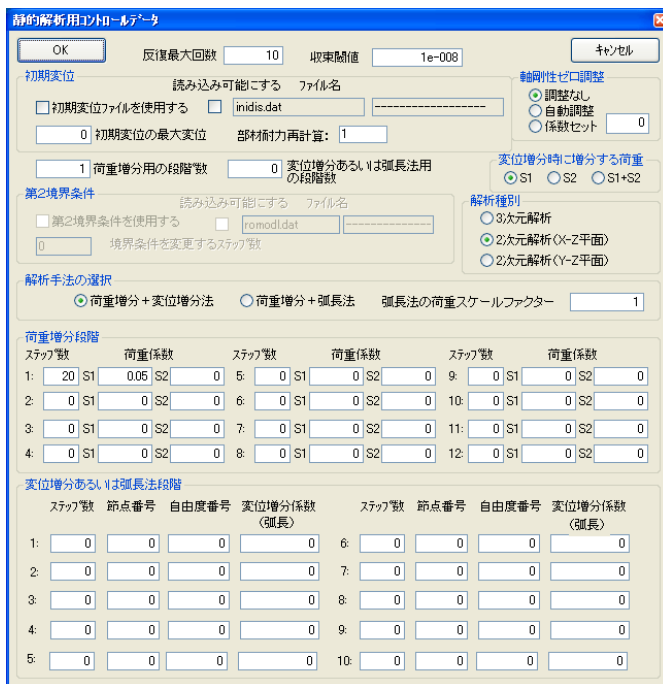 静的解析用コントロールデータ
OK 反復最大回数 10 収束閾値 1e-008 キャンセル
初期変位 読み込み可能にする ファイル名
初期変位ファイルを使用する inidis.dat -------------------
0 初期変位の最大変位 部材耐力再計算: 1
軸剛性ゼロ調整
調整なし
自動調整
係数セット 0
1 荷重増分用の段階数 0 変位増分あるいは弧長法用
の段階数
変位増分時に増分する荷重
S1 S2 S1+S2
第2境界条件 読み込み可能にする ファイル名
第2境界条件を使用する romodl.dat -------------------
0 境界条件を変更するステップ数
解析種別
3次元解析
2次元解析(X-Z平面)
2次元解析(Y-Z平面)
解析手法の選択
荷重増分+変位増分法 荷重増分+弧長法 弧長法の荷重スケールファクター 1
荷重増分段階
ステップ数 荷重係数 ステップ数 荷重係数 ステップ数 荷重係数
1: 20 S1 0.05 S2 0 5: 0 S1 0 S2 0 9: 0 S1 0 S2 0
2: 0 S1 0 S2 0 6: 0 S1 0 S2 0 10: 0 S1 0 S2 0
3: 0 S1 0 S2 0 7: 0 S1 0 S2 0 11: 0 S1 0 S2 0
4: 0 S1 0 S2 0 8: 0 S1 0 S2 0 12: 0 S1 0 S2 0
変位増分あるいは弧長法段階
ステップ数 節点番号 自由度番号 変位増分係数 ステップ数 節点番号 自由度番号 変位増分係数
(弧長) (弧長)
1: 0 0 0 0 6: 0 0 0 0
2: 0 0 0 0 7: 0 0 0 0
3: 0 0 0 0 8: 0 0 0 0
4: 0 0 0 0 9: 0 0 0 0
5: 0 0 0 0 10: 0 0 0 0